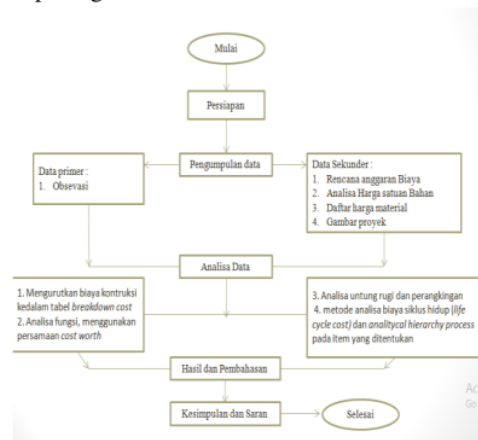 Mulai
Persiapan
Pengumpulan data
Data primer :
1. Obsevasi
Data Sekunder :
1. Rencana anggaran Biaya
2. Analisa Harga satuan Bahan
3. Daftar harga material
4. Gambar proyek
Analisa Data
1. Mengurutkan biaya kontruksi
kedalam tabel breakdown cost
2. Analisa fungsi, menggunakan
persamaan cost worth
3. Analisa untung rugi dan perangkingan
4. metode analisa biaya siklus hidup (life
cycle cost) dan analitycal hierarchy process
pada item yang ditentukan
Hasil dan Pembahasan
Kesimpulan dan Saran
Selesai